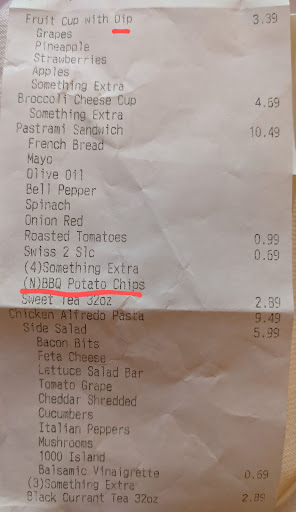 Fruit Cup with Dip 3.39
Grapes
Pineapple
Strawberries
Apples
Something Extra
Broccoli Cheese Cup 4.69
Something Extra
Pastrami Sandwich 10.49
French Bread
Mayo
Olive Oil
Bell Pepper
Spinach
Onion Red
Roasted Tomatoes 0.99
Swiss 2 Slc 0.69
(4)Something Extra
(N)BBQ Potato Chips
Sweet Tea 32oz 2.89
Chicken Alfredo Pasta 9.49
Side Salad 5.99
Bacon Bits
Feta Cheese
Lettuce Salad Bar
Tomato Grape
Cheddar Shredded
Cucumbers
Italian Peppers
Mushrooms
1000 Island
Balsamic Vinaigrette 0.69
(3)Something Extra
Black Currant Tea 32oz 2.89